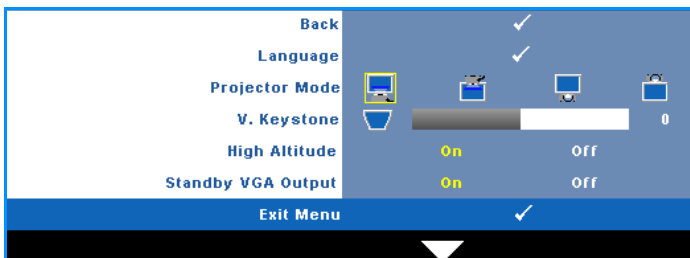 Back
Language
Projector Mode
V. Keystone 0
High Altitude On Off
Standby VGA Output On Off
Exit Menu